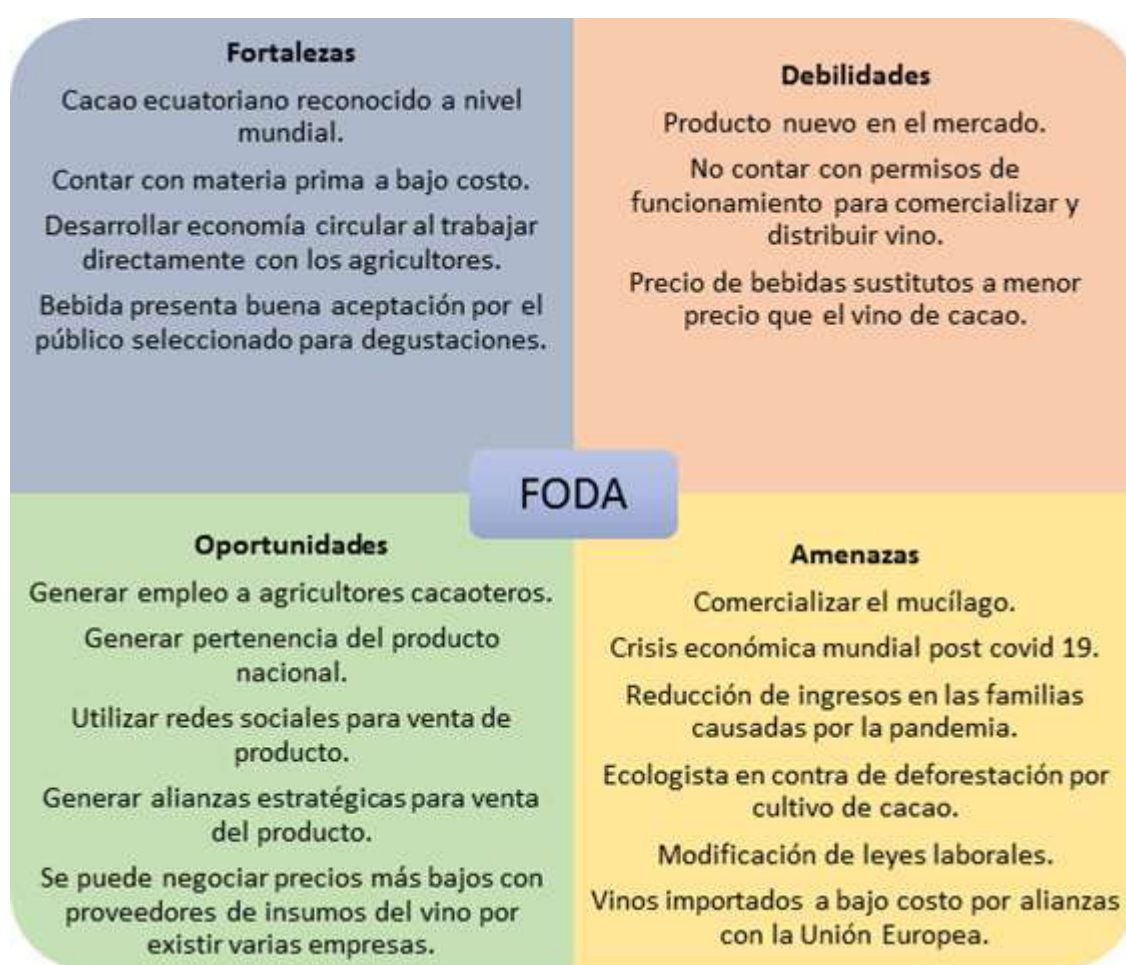 Fortalezas
Cacao ecuatoriano reconocido a nivel
mundial.
Contar con materia prima a bajo costo.
Desarrollar economía circular al trabajar
directamente con los agricultores.
Bebida presenta buena aceptación por el
público seleccionado para degustaciones.
Debilidades
Producto nuevo en el mercado.
No contar con permisos de
funcionamiento para comercializar y
distribuir vino.
Precio de bebidas sustitutos a menor
precio que el vino de cacao.
FODA
Oportunidades
Generar empleo a agricultores cacaoteros.
Generar pertenencia del producto
nacional.
Utilizar redes sociales para venta de
producto.
Generar alianzas estratégicas para venta
del producto.
Se puede negociar precios más bajos con
proveedores de insumos del vino por
existir varias empresas.
Amenazas
Comercializar el mucílago.
Crisis económica mundial post covid 19.
Reducción de ingresos en las familias
causadas por la pandemia.
Ecologista en contra de deforestación por
cultivo de cacao.
Modificación de leyes laborales.
Vinos importados a bajo costo por alianzas
con la Unión Europea.